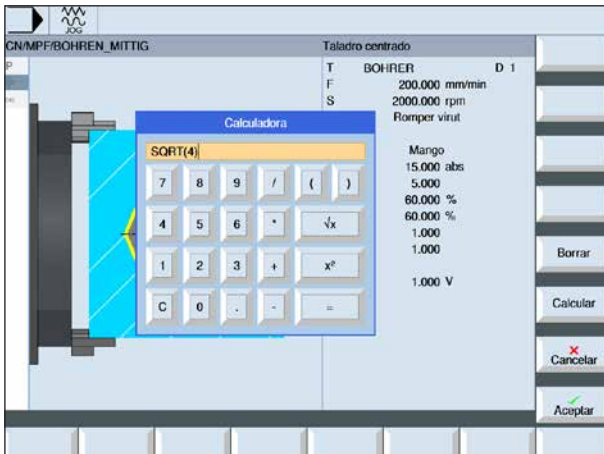 JOG
CN/MPF/BOHREN_MITTIG
Taladro centrado
P
T BOHRER D 1
F 200.000 mm/min
S 2000.000 rpm
Romper virut
Mango
15.000 abs
5.000
60.000 %
60.000 %
1.000
1.000
1.000 V
Calculadora
SQRT(4)
7 8 9 / ( )
4 5 6 * √x
1 2 3 + x²
C 0 . - =
Borrar
Calcular
Cancelar
Aceptar